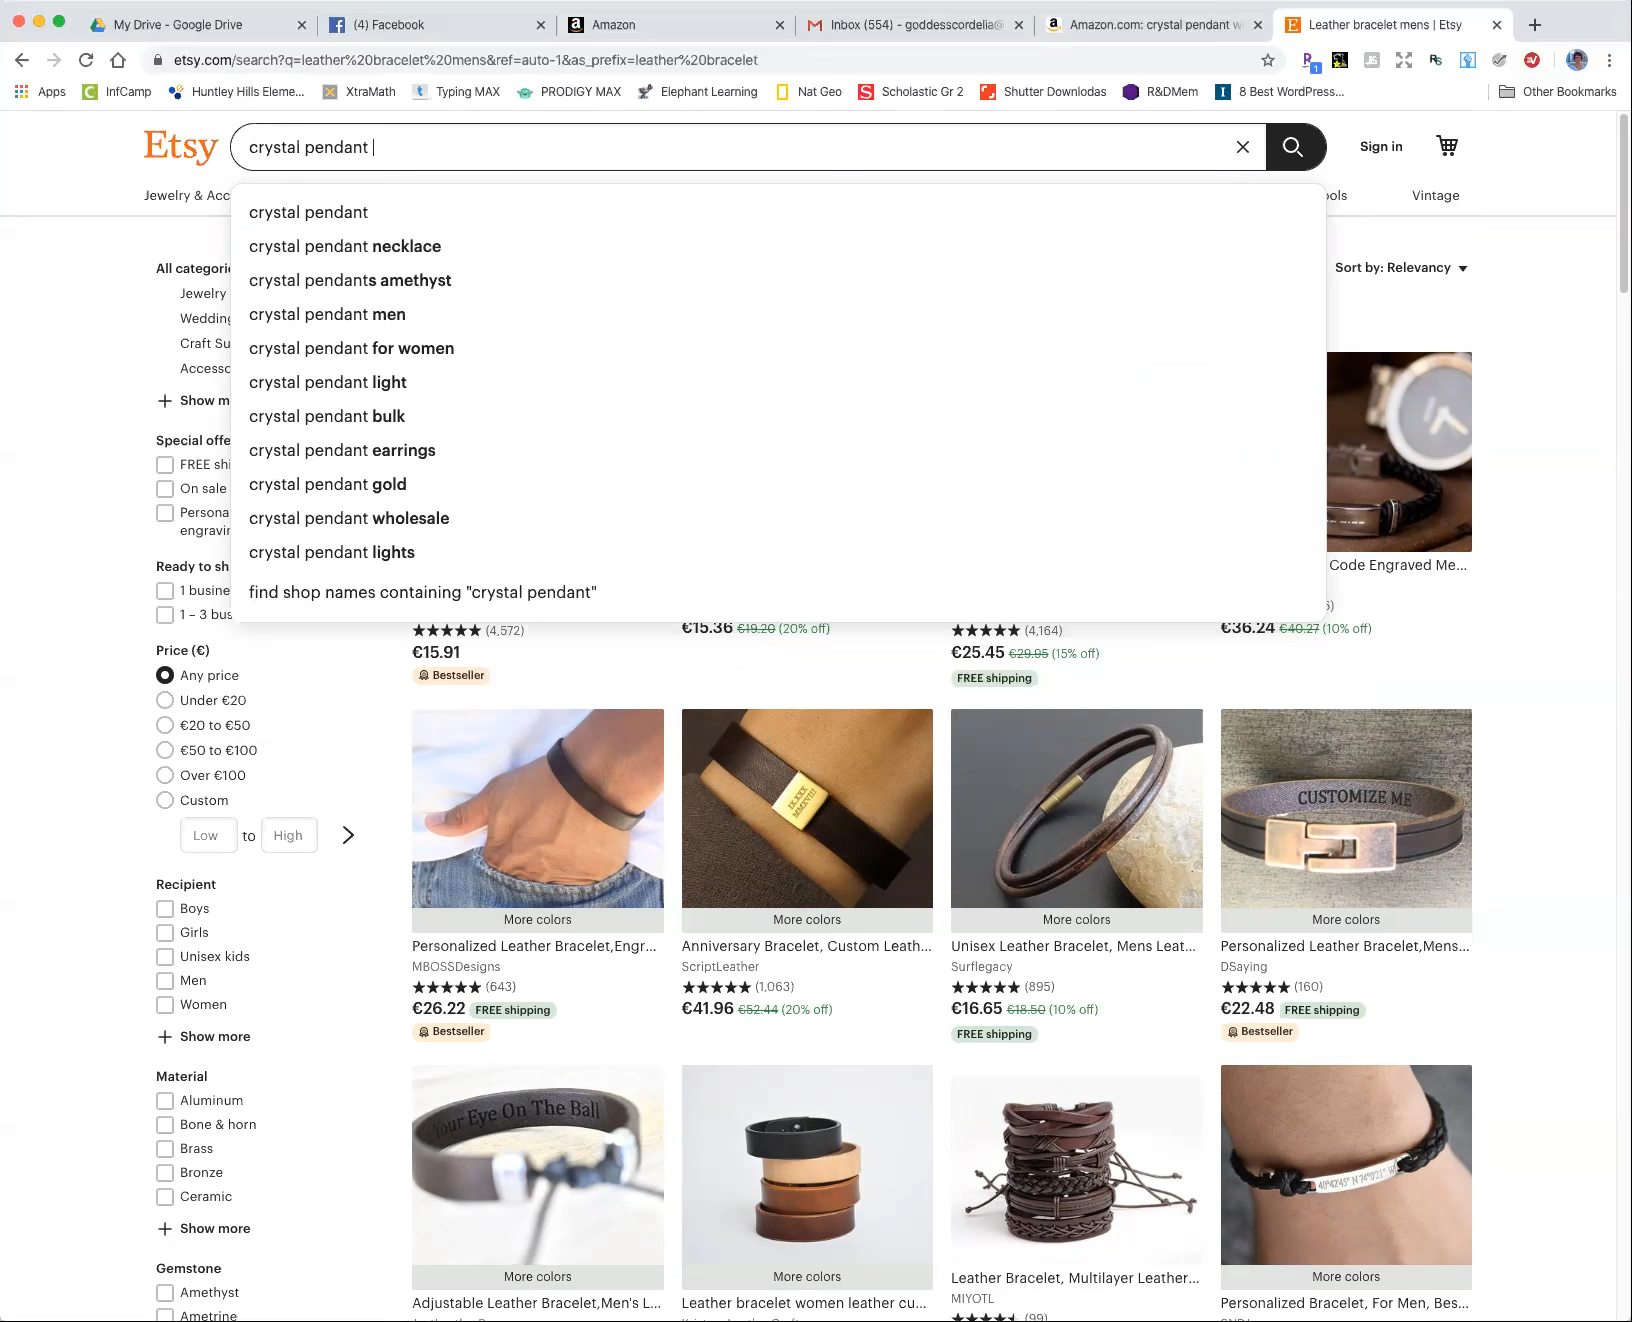 My Drive - Google Drive
(4) Facebook
Amazon
Inbox (554) - goddesscordelia@
Amazon.com: crystal pendant w
Leather bracelet mens | Etsy
etsy.com/search?q=leather%20bracelet%20mens&ref=auto-1&as_prefix=leather%20bracelet
Apps
InfCamp
Huntley Hills Eleme...
XtraMath
Typing MAX
PRODIGY MAX
Elephant Learning
Nat Geo
Scholastic Gr 2
Shutter Downlodas
R&DMem
8 Best WordPress...
Other Bookmarks
Etsy
crystal pendant
Sign in
Jewelry & Acc
ools
Vintage
crystal pendant
crystal pendant necklace
crystal pendants amethyst
crystal pendant men
crystal pendant for women
crystal pendant light
crystal pendant bulk
crystal pendant earrings
crystal pendant gold
crystal pendant wholesale
crystal pendant lights
find shop names containing "crystal pendant"
All categori
Jewelry
Wedding
Craft Su
Accesso
Show m
Special offe
FREE shi
On sale
Persona
engravin
Ready to sh
1 busine
1 – 3 bus
Price (€)
Any price
Under €20
€20 to €50
€50 to €100
Over €100
Custom
Low to High
Recipient
Boys
Girls
Unisex kids
Men
Women
Show more
Material
Aluminum
Bone & horn
Brass
Bronze
Ceramic
Show more
Gemstone
Amethyst
Ametrine
Sort by: Relevancy
(4,572)
€15.91
Bestseller
€15.36 €19.20 (20% off)
(4,164)
€25.45 €29.95 (15% off)
FREE shipping
Code Engraved Me...
€36.24 €40.27 (10% off)
More colors
Personalized Leather Bracelet,Engr...
MBOSSDesigns
(643)
€26.22 FREE shipping
Bestseller
IX.XXX
MMXVIII
More colors
Anniversary Bracelet, Custom Leath...
ScriptLeather
(1,063)
€41.96 €52.44 (20% off)
More colors
Unisex Leather Bracelet, Mens Leat...
Surflegacy
(895)
€16.65 €18.50 (10% off)
FREE shipping
CUSTOMIZE ME
More colors
Personalized Leather Bracelet,Mens...
DSaying
(160)
€22.48 FREE shipping
Bestseller
Your Eye On The Ball
More colors
Adjustable Leather Bracelet,Men's L...
More colors
Leather bracelet women leather cu...
Leather Bracelet, Multilayer Leather...
MIYOTL
(99)
40°42'45" N 74°0'21" W
More colors
Personalized Bracelet, For Men, Bes...